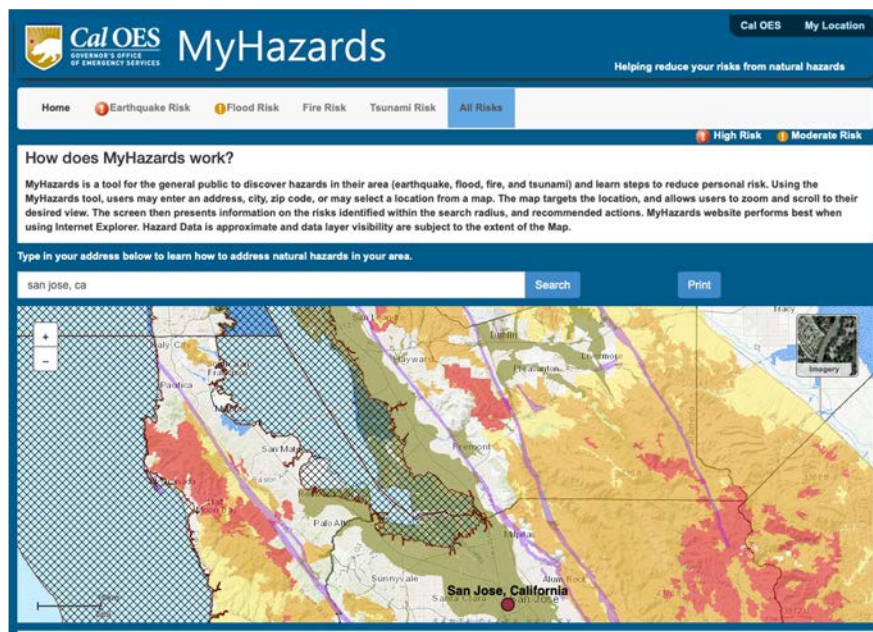 Cal OES
GOVERNOR'S OFFICE
OF EMERGENCY SERVICES
MyHazards
Cal OES My Location
Helping reduce your risks from natural hazards
Home Earthquake Risk Flood Risk Fire Risk Tsunami Risk All Risks
High Risk Moderate Risk
How does MyHazards work?
MyHazards is a tool for the general public to discover hazards in their area (earthquake, flood, fire, and tsunami) and learn steps to reduce personal risk. Using the
MyHazards tool, users may enter an address, city, zip code, or may select a location from a map. The map targets the location, and allows users to zoom and scroll to their
desired view. The screen then presents information on the risks identified within the search radius, and recommended actions. MyHazards website performs best when
using Internet Explorer. Hazard Data is approximate and data layer visibility are subject to the extent of the Map.
Type in your address below to learn how to address natural hazards in your area.
san jose, ca Search Print
+
−
Tracy
Daly City
Dublin
Livermore
Hayward
Pleasanton
Imagery
Pacifica
Fremont
San Mateo
Palo Alto
Milpitas
Sunnyvale
Alum Rock
San Jose, California
Santa Clara
San Jose